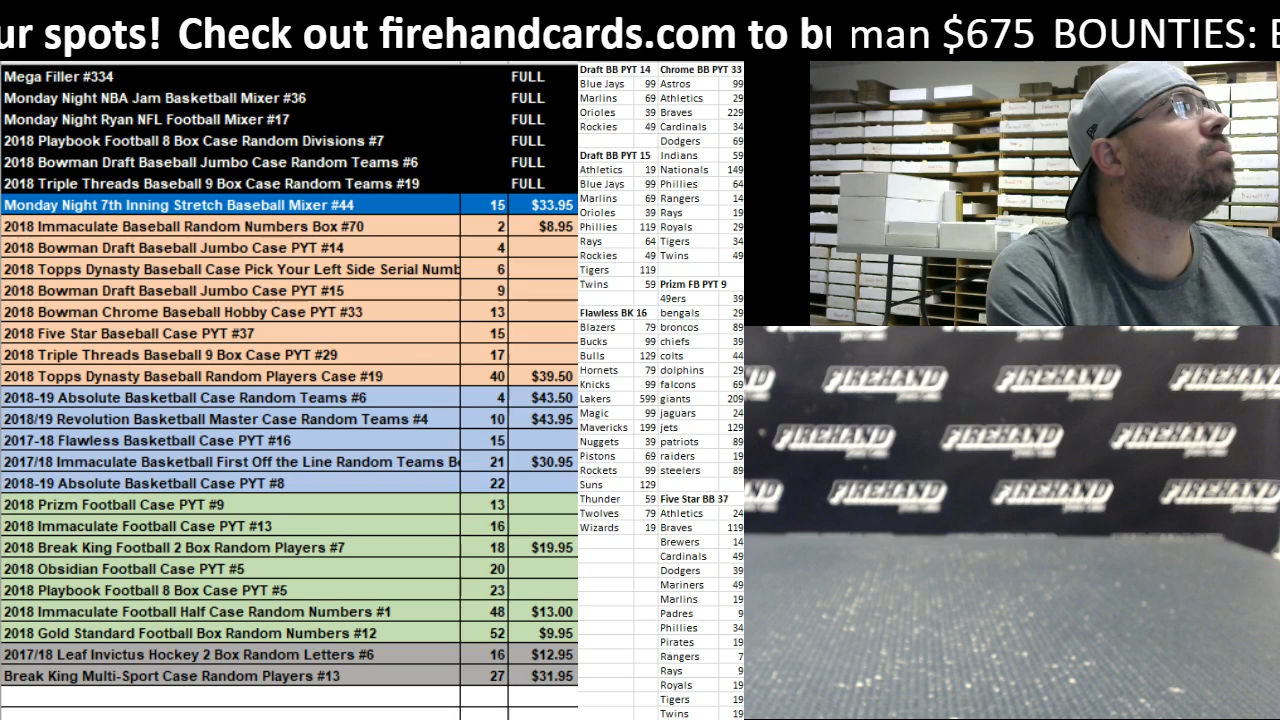 ur spots! Check out firehandcards.com to bu
man $675 BOUNTIES:
Mega Filler #334 FULL
Monday Night NBA Jam Basketball Mixer #36 FULL
Monday Night Ryan NFL Football Mixer #17 FULL
2018 Playbook Football 8 Box Case Random Divisions #7 FULL
2018 Bowman Draft Baseball Jumbo Case Random Teams #6 FULL
2018 Triple Threads Baseball 9 Box Case Random Teams #19 FULL
Monday Night 7th Inning Stretch Baseball Mixer #44 15 $33.95
2018 Immaculate Baseball Random Numbers Box #70 2 $8.95
2018 Bowman Draft Baseball Jumbo Case PYT #14 4
2018 Topps Dynasty Baseball Case Pick Your Left Side Serial Numb 6
2018 Bowman Draft Baseball Jumbo Case PYT #15 9
2018 Bowman Chrome Baseball Hobby Case PYT #33 13
2018 Five Star Baseball Case PYT #37 15
2018 Triple Threads Baseball 9 Box Case PYT #29 17
2018 Topps Dynasty Baseball Random Players Case #19 40 $39.50
2018-19 Absolute Basketball Case Random Teams #6 4 $43.50
2018/19 Revolution Basketball Master Case Random Teams #4 10 $43.95
2017-18 Flawless Basketball Case PYT #16 15
2017/18 Immaculate Basketball First Off the Line Random Teams B 21 $30.95
2018-19 Absolute Basketball Case PYT #8 22
2018 Prizm Football Case PYT #9 13
2018 Immaculate Football Case PYT #13 16
2018 Break King Football 2 Box Random Players #7 18 $19.95
2018 Obsidian Football Case PYT #5 20
2018 Playbook Football 8 Box Case PYT #5 23
2018 Immaculate Football Half Case Random Numbers #1 48 $13.00
2018 Gold Standard Football Box Random Numbers #12 52 $9.95
2017/18 Leaf Invictus Hockey 2 Box Random Letters #6 16 $12.95
Break King Multi-Sport Case Random Players #13 27 $31.95
Draft BB PYT 14
Blue Jays 99
Marlins 69
Orioles 39
Rockies 49
Draft BB PYT 15
Athletics 19
Blue Jays 99
Marlins 69
Orioles 39
Phillies 119
Rays 64
Rockies 49
Tigers 119
Twins 59
Flawless BK 16
Blazers 79
Bucks 99
Bulls 129
Hornets 79
Knicks 99
Lakers 599
Magic 99
Mavericks 199
Nuggets 39
Pistons 69
Rockets 99
Suns 129
Thunder 59
Twolves 79
Wizards 19
Chrome BB PYT 33
Astros 99
Athletics 29
Braves 229
Cardinals 34
Dodgers 69
Indians 59
Nationals 149
Phillies 64
Rangers 14
Rays 19
Royals 29
Tigers 34
Twins 49
Prizm FB PYT 9
49ers 39
bengals 29
broncos 89
chiefs 39
colts 44
dolphins 29
falcons 69
giants 209
jaguars 24
jets 129
patriots 89
raiders 19
steelers 89
Five Star BB 37
Athletics 24
Braves 119
Brewers 14
Cardinals 49
Dodgers 39
Mariners 49
Marlins 19
Padres 9
Phillies 34
Pirates 19
Rangers 7
Rays 9
Royals 19
Tigers 19
Twins 19
FIREHAND FIREHAND
FIREHAND FIREHAND FIREHAND
FIREHAND FIREHAND FIREHAND